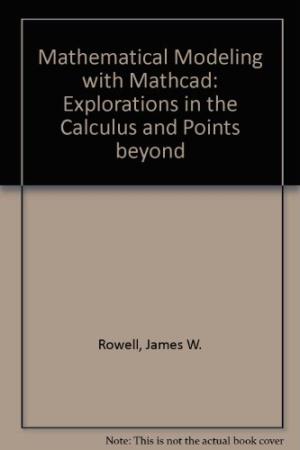 Mathematical Modeling
with Mathcad:
Explorations in the
Calculus and Points
beyond
Rowell, James W.
Note: This is not the actual book cover